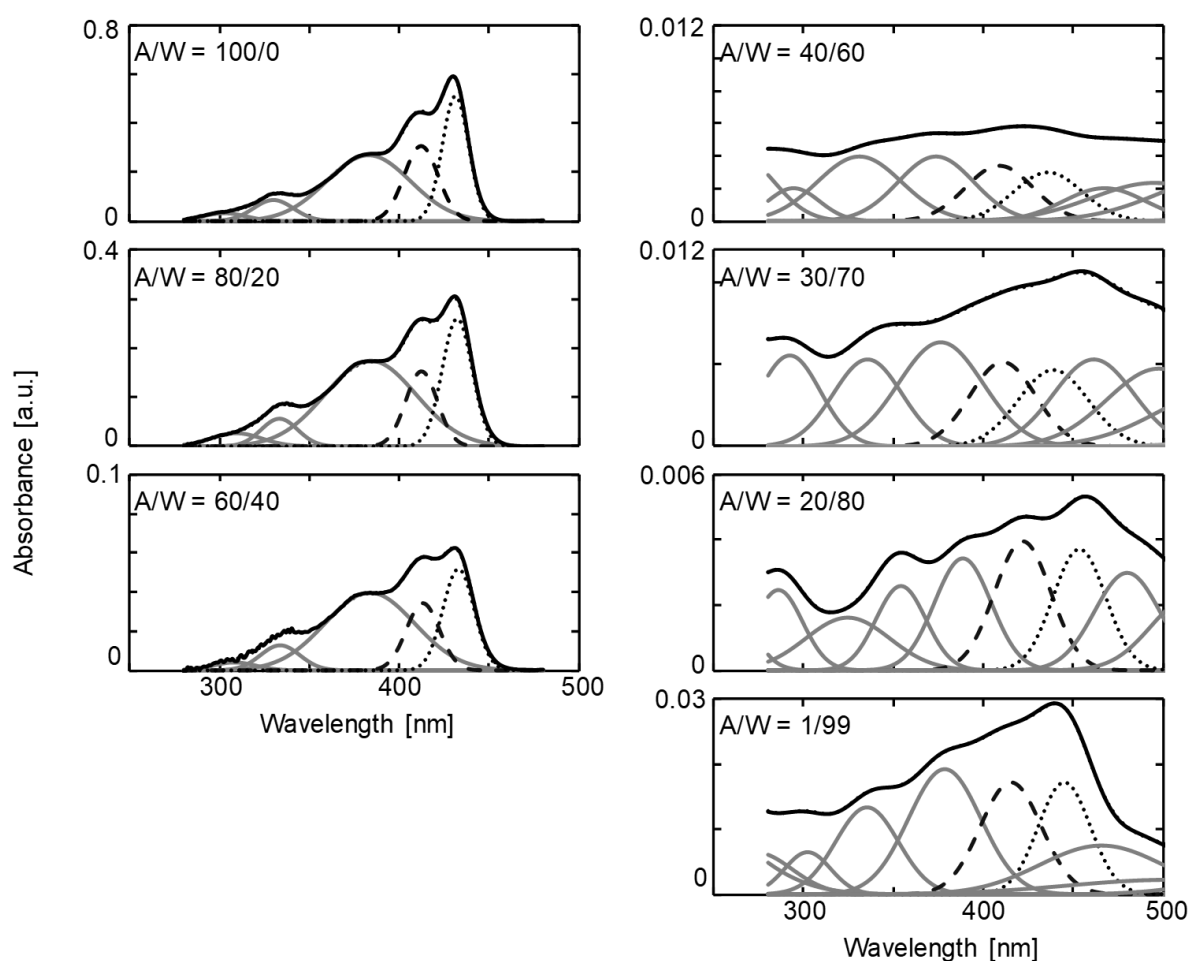 Absorbance [a.u.]
0.8
A/W = 100/0
0
0.4
A/W = 80/20
0
0.1
A/W = 60/40
0
300 400 500
Wavelength [nm]
0.012
A/W = 40/60
0
0.012
A/W = 30/70
0
0.006
A/W = 20/80
0
0.03
A/W = 1/99
0
300 400 500
Wavelength [nm]